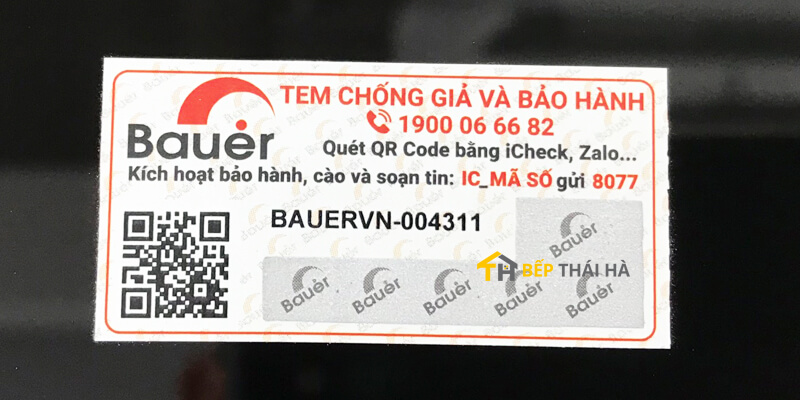 Bauer
TEM CHỐNG GIẢ VÀ BẢO HÀNH
1900 06 66 82
Quét QR Code bằng iCheck, Zalo...
Kích hoạt bảo hành, cào và soạn tin: IC_MÃ SỐ gửi 8077
BAUERVN-004311
Bauer
TH BẾP THÁI HÀ
Bauer Bauer Bauer Bauer Bauer